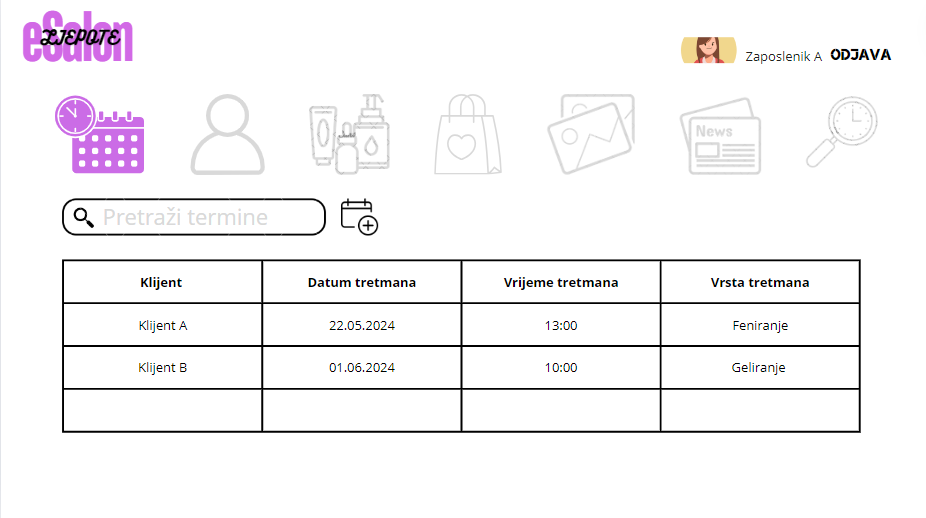 eSalon
LJEPOTE
Zaposlenik A ODJAVA
News
Pretraži termine
Klijent Datum tretmana Vrijeme tretmana Vrsta tretmana
Klijent A 22.05.2024 13:00 Feniranje
Klijent B 01.06.2024 10:00 Geliranje